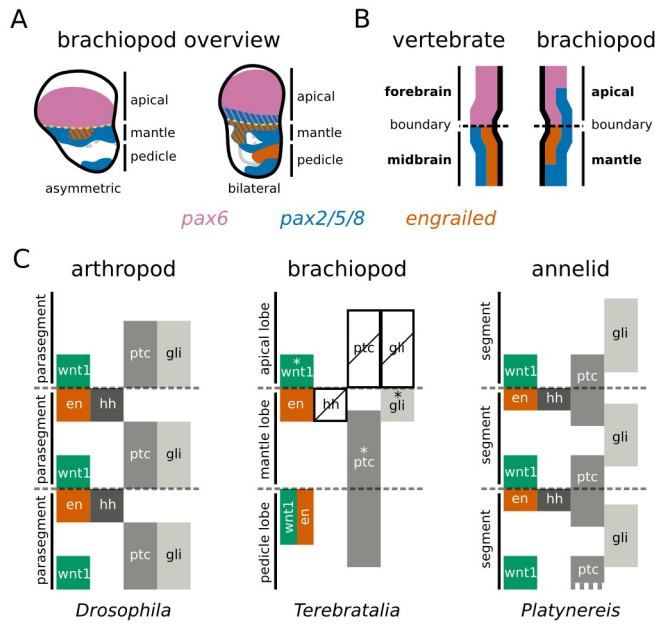 A
brachiopod overview
apical
mantle
pedicle
asymmetric
apical
mantle
pedicle
bilateral
B
vertebrate
brachiopod
forebrain
boundary
midbrain
apical
boundary
mantle
pax6
pax2/5/8
engrailed
C
arthropod
parasegment
parasegment
parasegment
wnt1
en
hh
ptc
gli
wnt1
en
hh
ptc
gli
wnt1
ptc
gli
Drosophila
brachiopod
apical lobe
mantle lobe
pedicle lobe
*
wnt1
en
hh
ptc
gli
*
gli
*
ptc
wnt1
en
Terebratalia
annelid
segment
segment
segment
wnt1
en
hh
ptc
gli
wnt1
en
hh
ptc
gli
wnt1
ptc
gli
Platynereis